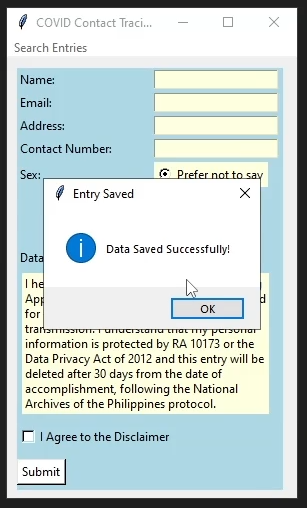 COVID Contact Traci...
Search Entries
Name:
Email:
Address:
Contact Number:
Sex:
Prefer not to say
Entry Saved
Data Saved Successfully!
OK
Data
I he
App
for
transmission. I understand that my personal
information is protected by RA 10173 or the
Data Privacy Act of 2012 and this entry will be
deleted after 30 days from the date of
accomplishment, following the National
Archives of the Philippines protocol.
I Agree to the Disclaimer
Submit